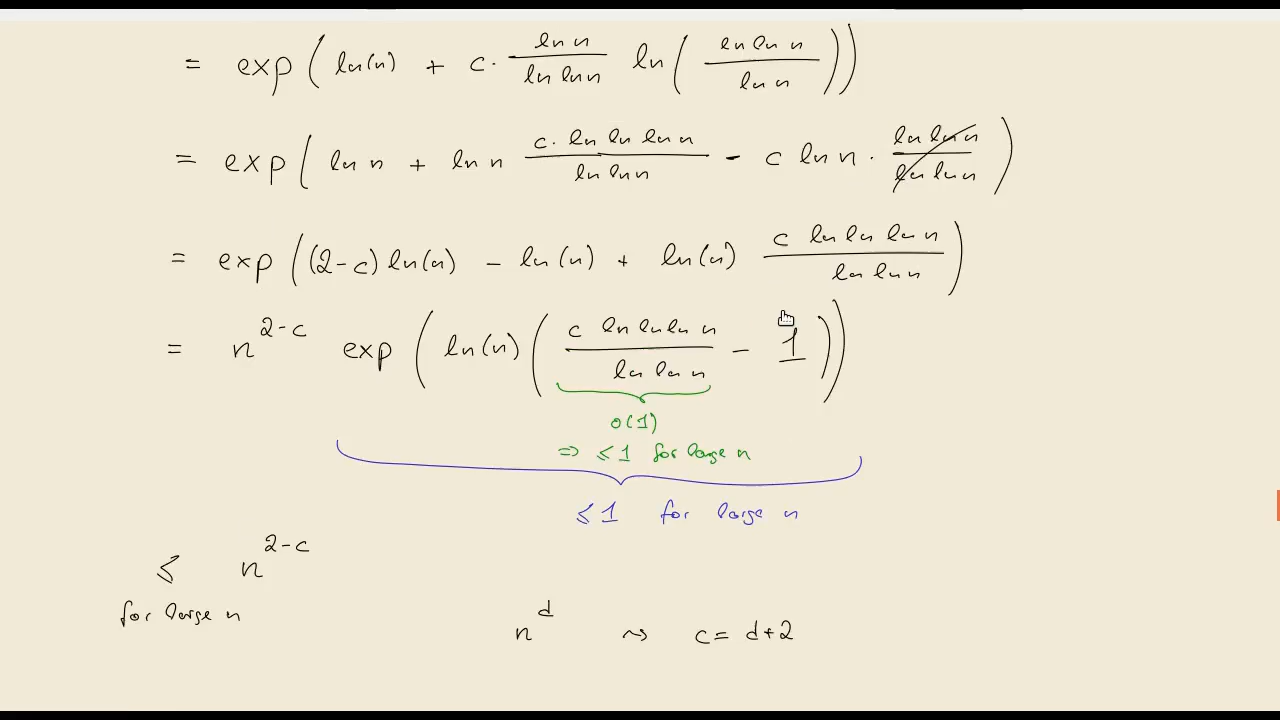 = exp( ln(n) + c · (ln n)/(ln ln n) ln( (ln ln n)/(ln n) ) )
= exp( ln n + ln n (c · ln ln ln n)/(ln ln n) - c ln n · (ln ln n)/(ln ln n) )
= exp( (2-c) ln(n) - ln(n) + ln(n) (c ln ln ln n)/(ln ln n) )
= n^{2-c} exp( ln(n) ( (c ln ln ln n)/(ln ln n) - 1 ) )
o(1)
=> ≤ 1 for large n
≤ 1 for large n
≤ n^{2-c}
for large n
n^d ⇝ c = d+2